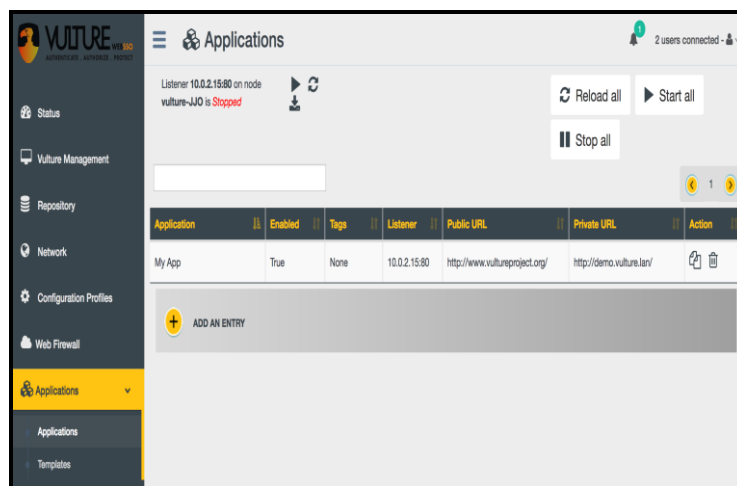 VULTURE WEBSSO
AUTHENTICATE - AUTHORIZE - PROTECT
Status
Vulture Management
Repository
Network
Configuration Profiles
Web Firewall
Applications
Applications
Templates
Applications
1
2 users connected -
Listener 10.0.2.15:80 on node
vulture-JJO is Stopped
Reload all
Start all
Stop all
1
Application Enabled Tags Listener Public URL Private URL Action
My App True None 10.0.2.15:80 http://www.vultureproject.org/ http://demo.vulture.lan/
ADD AN ENTRY